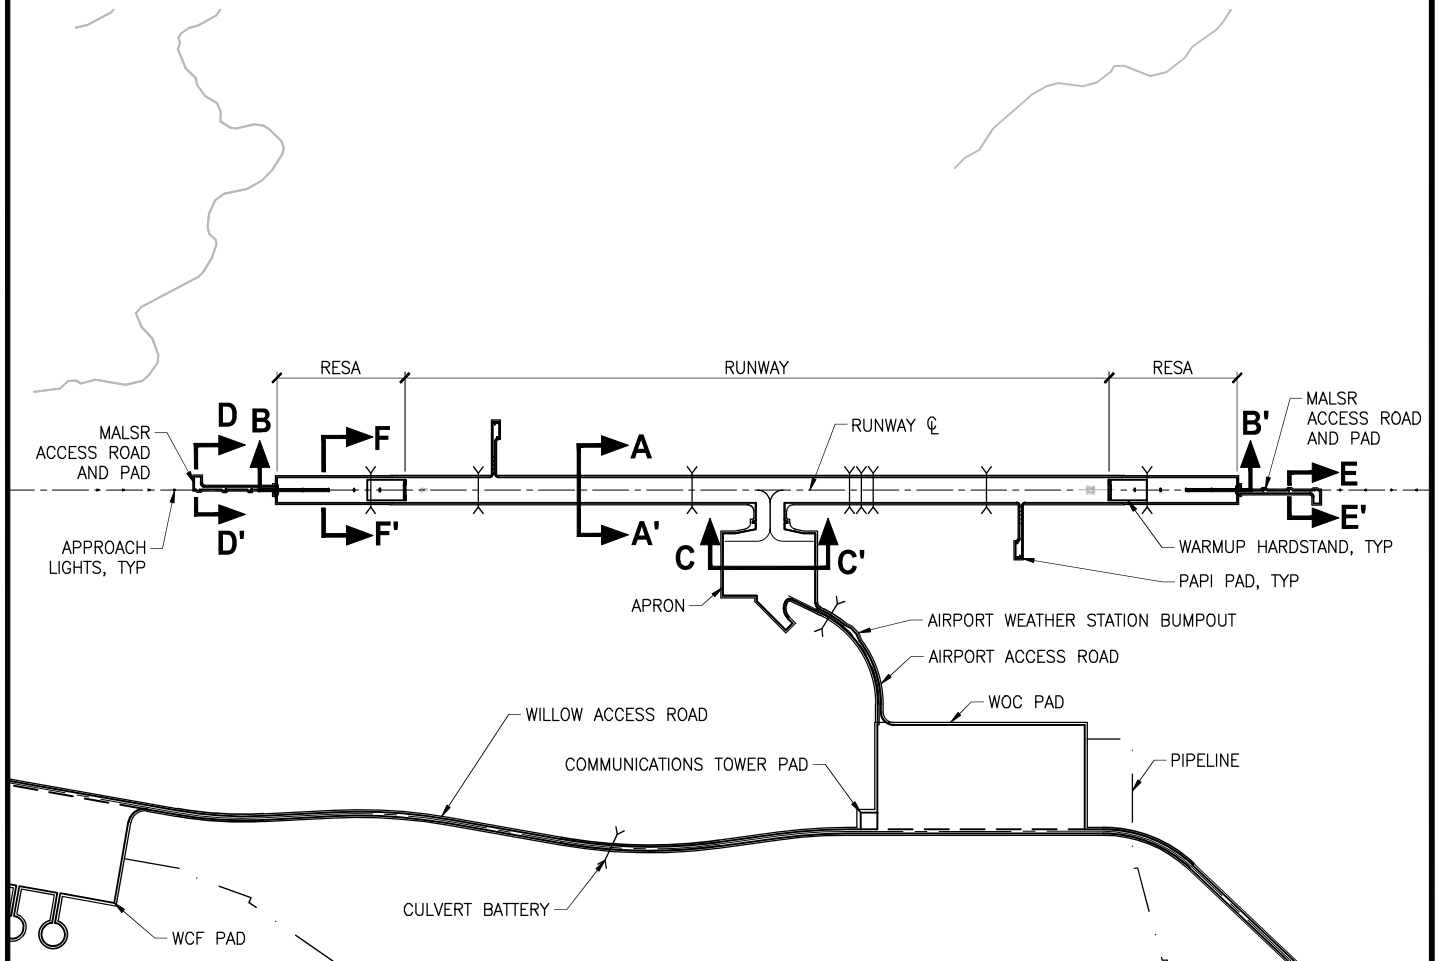 RESA
RUNWAY
RESA
MALSR
ACCESS ROAD
AND PAD
D
B
F
A
RUNWAY ℄
B'
MALSR
ACCESS ROAD
AND PAD
E
D'
F'
A'
C
C'
E'
APPROACH
LIGHTS, TYP
WARMUP HARDSTAND, TYP
PAPI PAD, TYP
APRON
AIRPORT WEATHER STATION BUMPOUT
AIRPORT ACCESS ROAD
WOC PAD
WILLOW ACCESS ROAD
COMMUNICATIONS TOWER PAD
PIPELINE
CULVERT BATTERY
WCF PAD